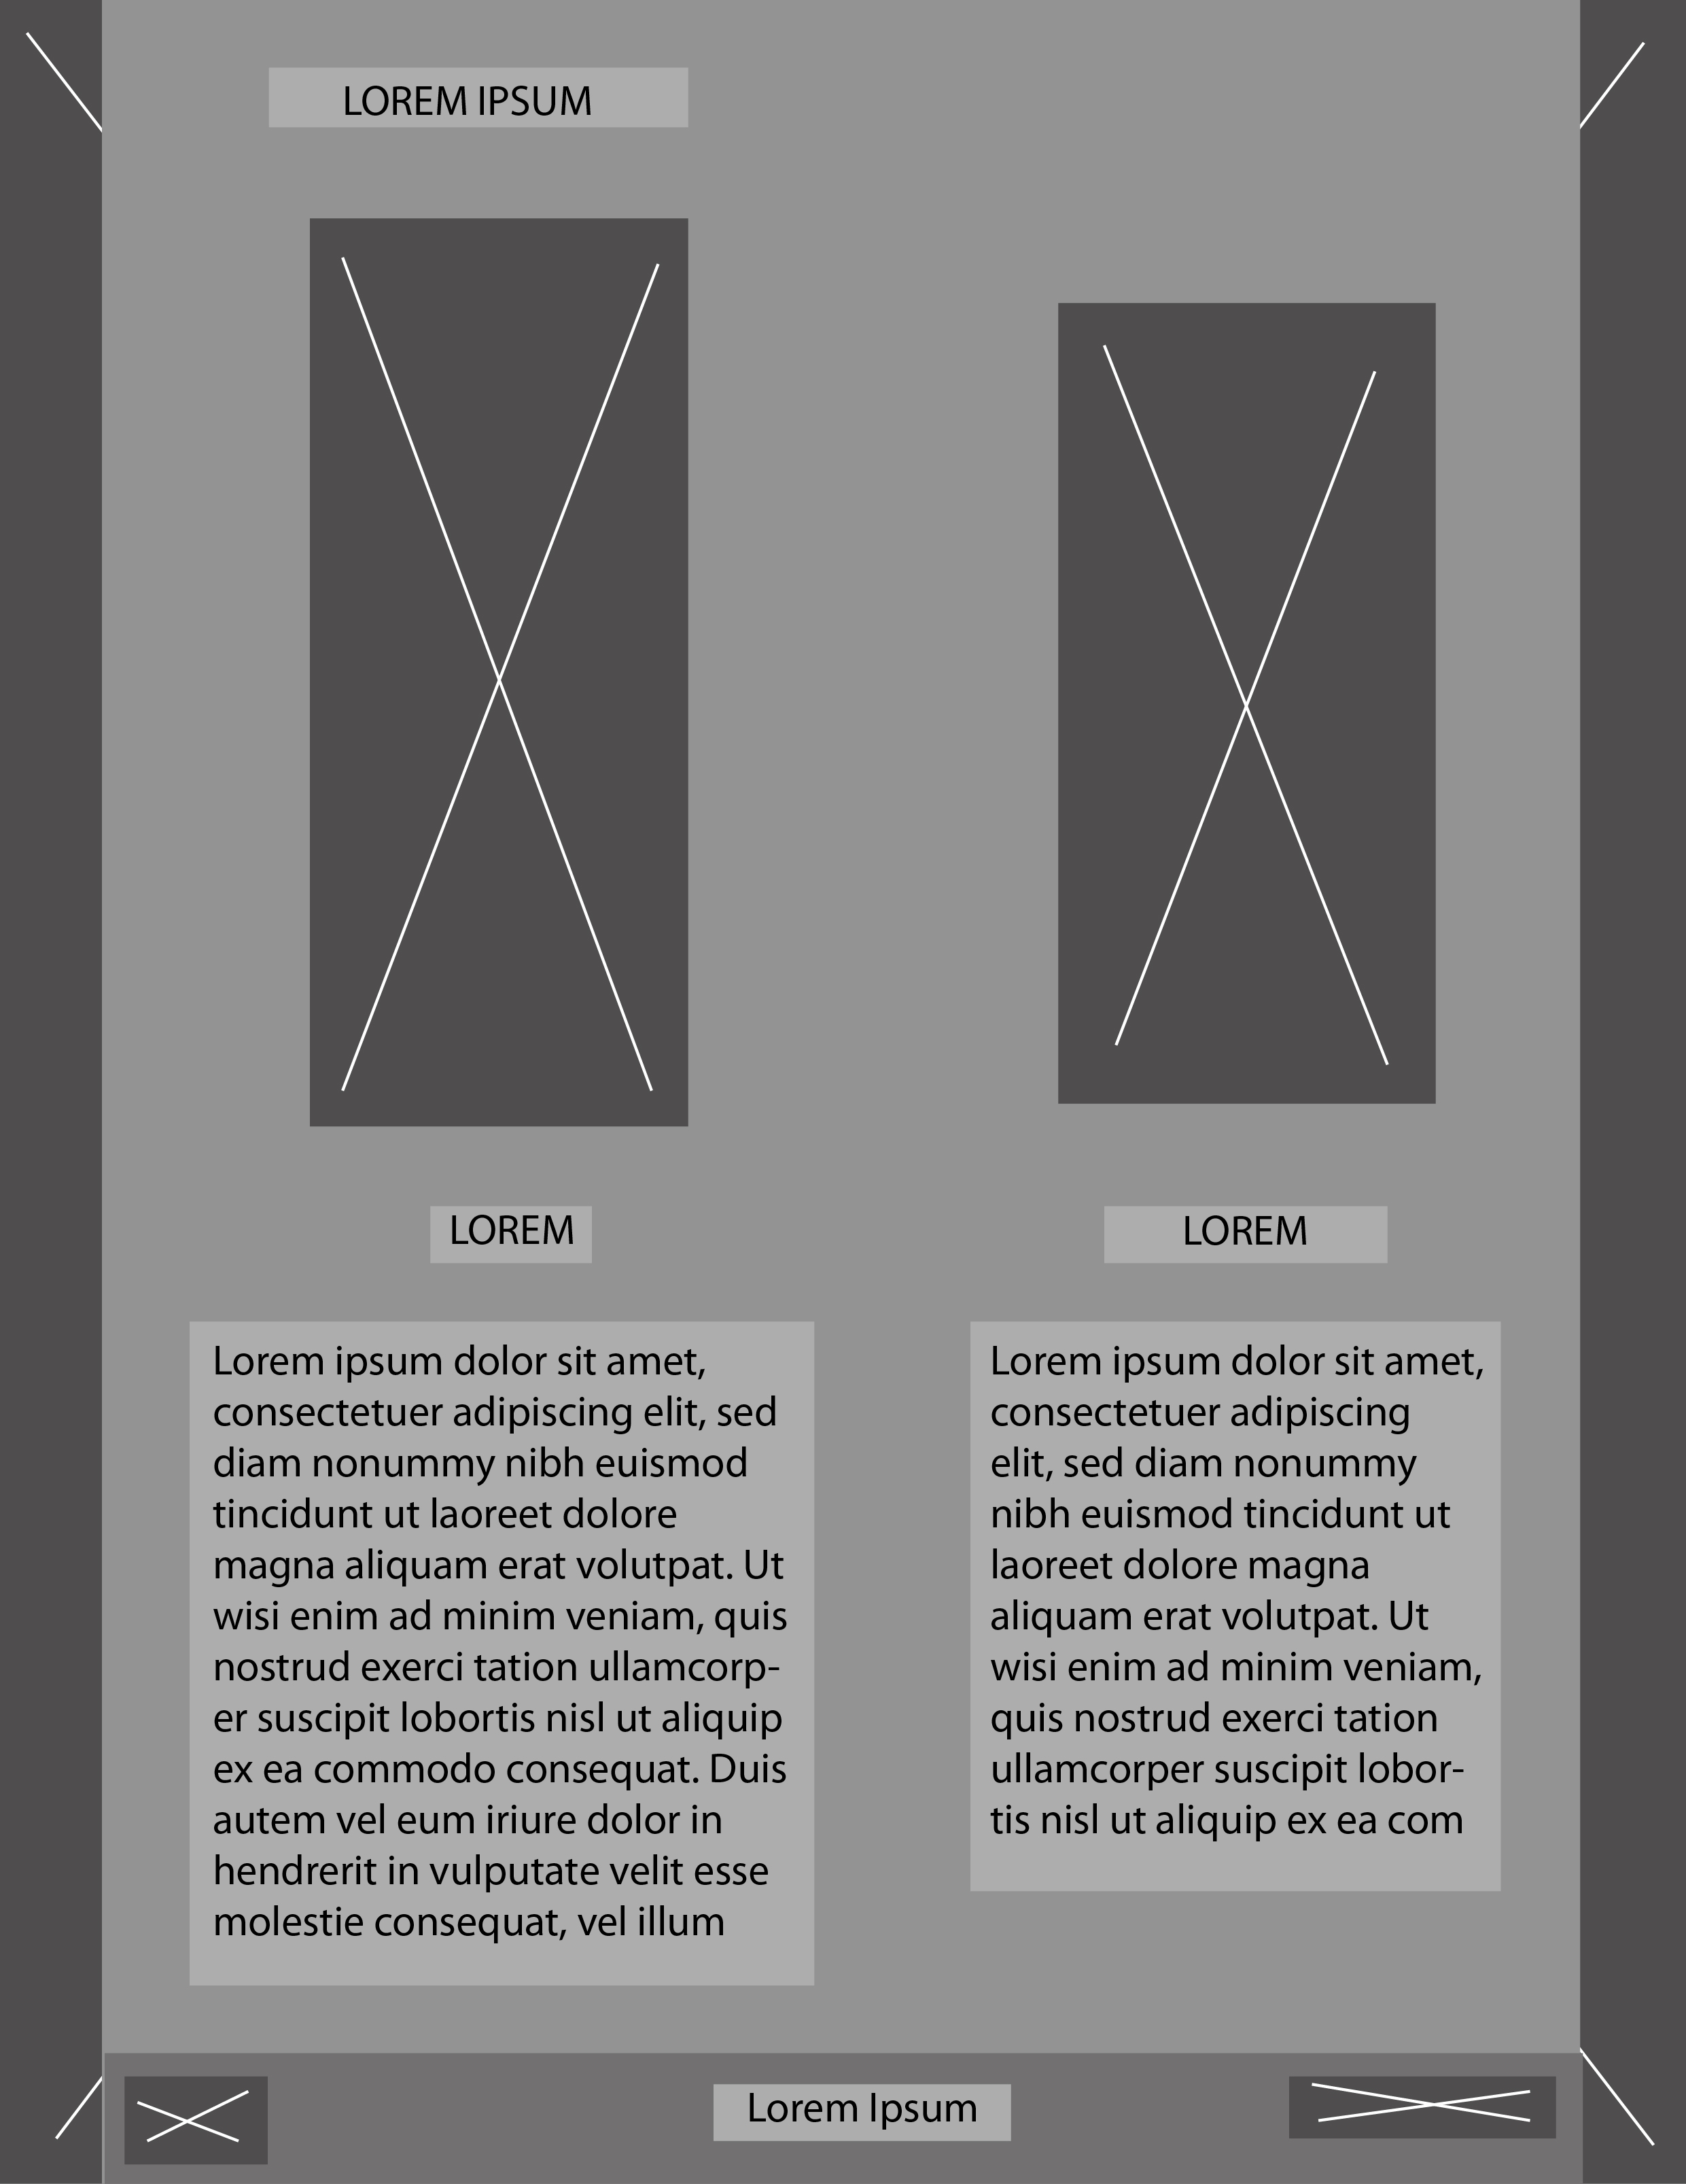 LOREM IPSUM
LOREM
Lorem ipsum dolor sit amet,
consectetuer adipiscing elit, sed
diam nonummy nibh euismod
tincidunt ut laoreet dolore
magna aliquam erat volutpat. Ut
wisi enim ad minim veniam, quis
nostrud exerci tation ullamcorp-
er suscipit lobortis nisl ut aliquip
ex ea commodo consequat. Duis
autem vel eum iriure dolor in
hendrerit in vulputate velit esse
molestie consequat, vel illum
LOREM
Lorem ipsum dolor sit amet,
consectetuer adipiscing
elit, sed diam nonummy
nibh euismod tincidunt ut
laoreet dolore magna
aliquam erat volutpat. Ut
wisi enim ad minim veniam,
quis nostrud exerci tation
ullamcorper suscipit lobor-
tis nisl ut aliquip ex ea com
Lorem Ipsum